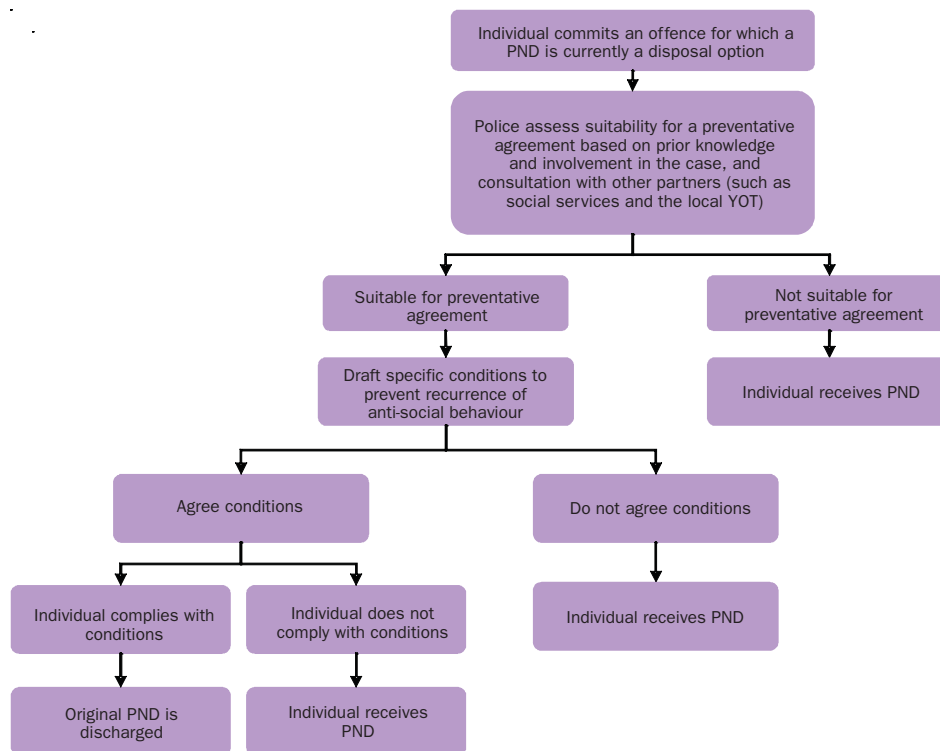 Individual commits an offence for which a
PND is currently a disposal option
Police assess suitability for a preventative
agreement based on prior knowledge
and involvement in the case, and
consultation with other partners (such as
social services and the local YOT)
Suitable for preventative
agreement
Not suitable for
preventative agreement
Draft specific conditions to
prevent recurrence of
anti-social behaviour
Individual receives PND
Agree conditions
Do not agree conditions
Individual complies with
conditions
Individual does not
comply with conditions
Individual receives PND
Original PND is
discharged
Individual receives
PND